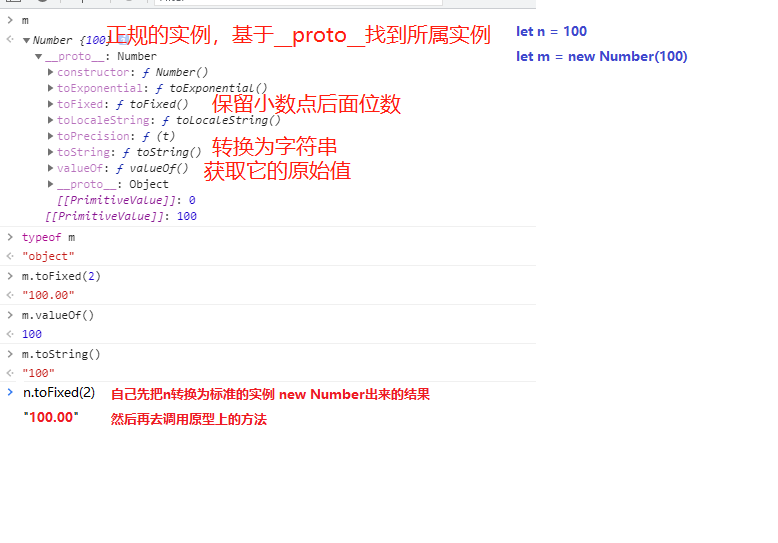 m
Number {100}
正规的实例，基于__proto__找到所属实例
let n = 100
__proto__: Number
let m = new Number(100)
constructor: ƒ Number()
toExponential: ƒ toExponential()
toFixed: ƒ toFixed() 保留小数点后面位数
toLocaleString: ƒ toLocaleString()
toPrecision: ƒ (t)
toString: ƒ toString() 转换为字符串
valueOf: ƒ valueOf() 获取它的原始值
__proto__: Object
[[PrimitiveValue]]: 0
[[PrimitiveValue]]: 100
typeof m
"object"
m.toFixed(2)
"100.00"
m.valueOf()
100
m.toString()
"100"
n.toFixed(2) 自己先把n转换为标准的实例 new Number出来的结果
"100.00" 然后再去调用原型上的方法